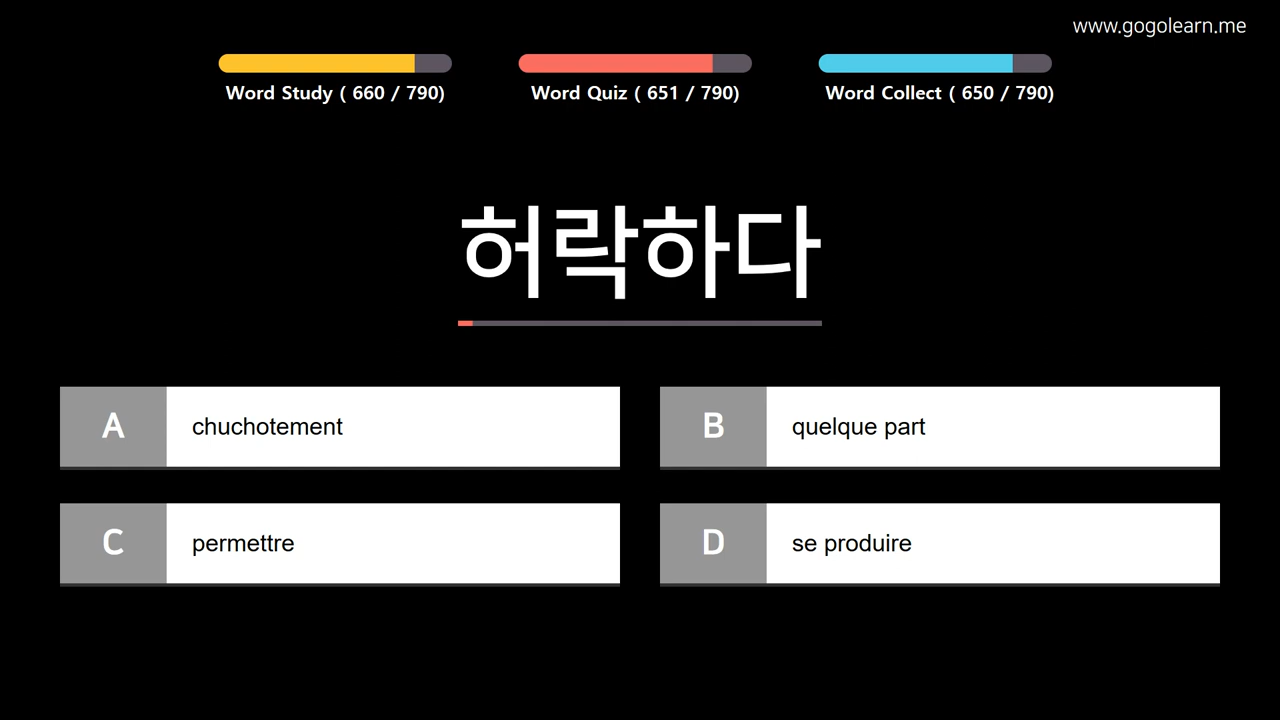 www.gogolearn.me
Word Study ( 660 / 790)
Word Quiz ( 651 / 790)
Word Collect ( 650 / 790)
허락하다
A chuchotement
B quelque part
C permettre
D se produire